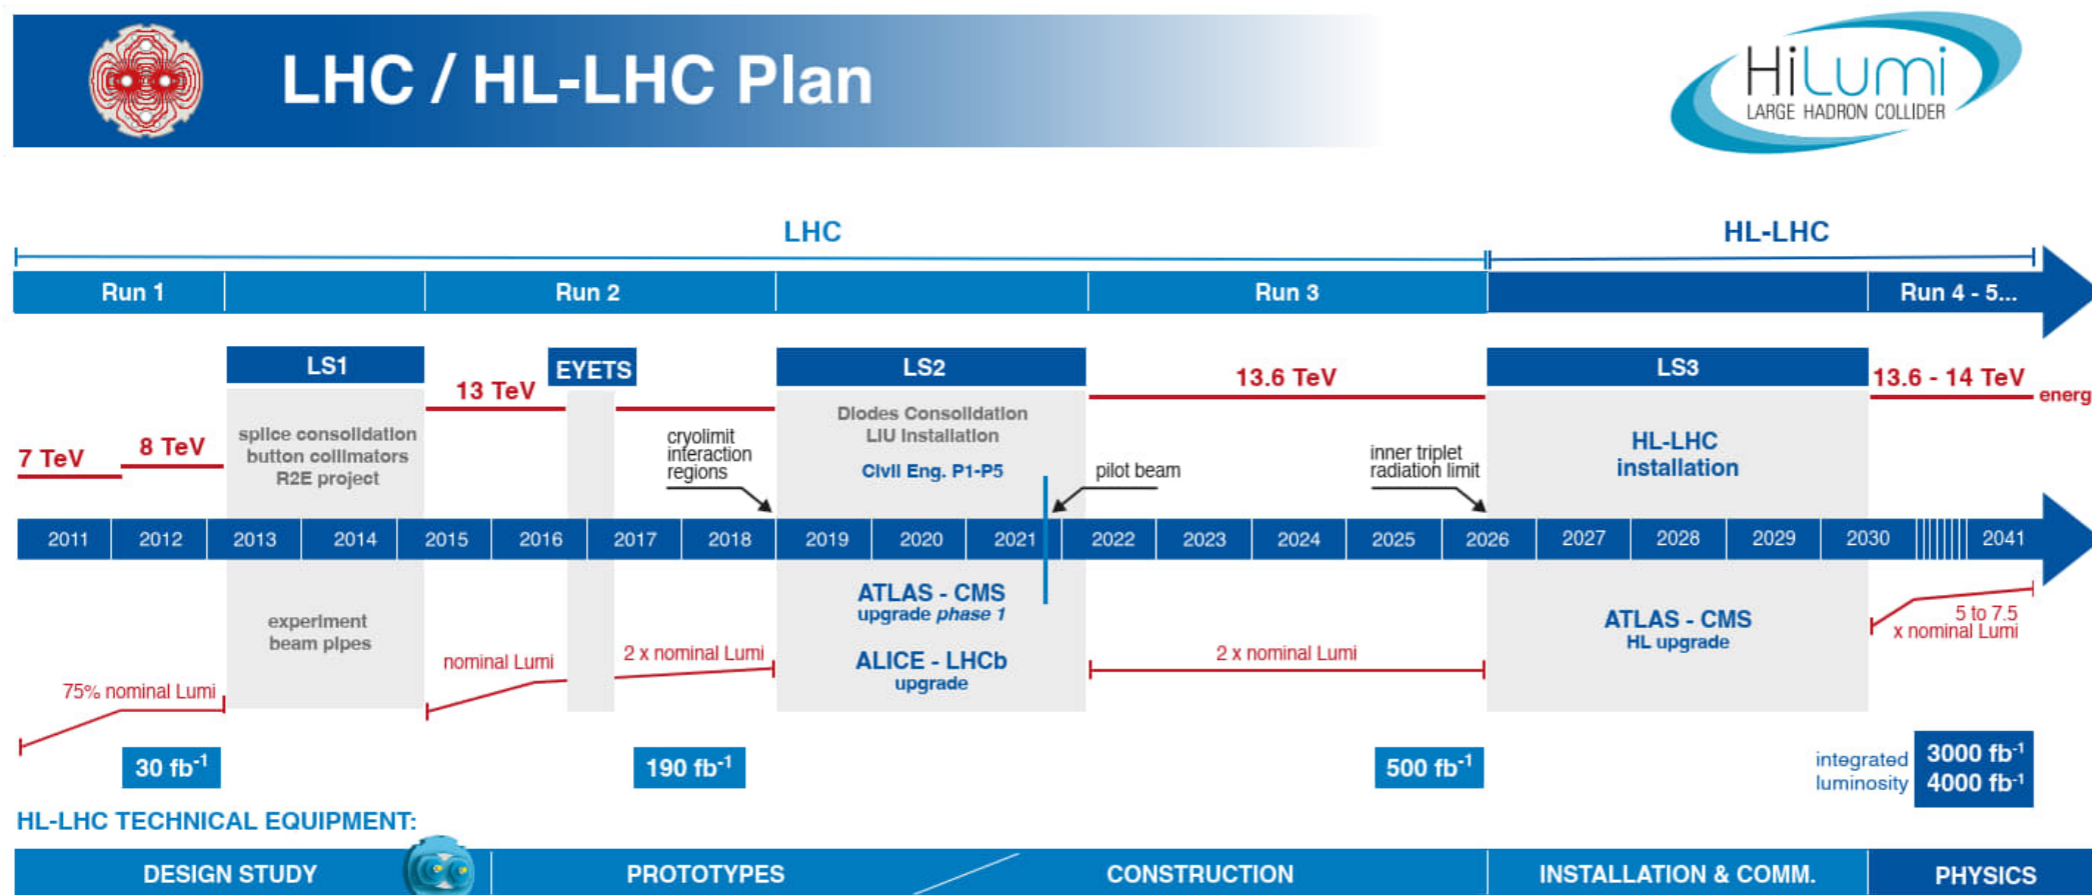 LHC / HL-LHC Plan
HiLumi
LARGE HADRON COLLIDER
LHC
HL-LHC
Run 1
Run 2
Run 3
Run 4 - 5...
LS1
EYETS
LS2
LS3
7 TeV
8 TeV
13 TeV
13.6 TeV
13.6 - 14 TeV
energ
splice consolidation
button collimators
R2E project
cryolimit
interaction
regions
Diodes Consolidation
LIU Installation
Civil Eng. P1-P5
pilot beam
inner triplet
radiation limit
HL-LHC
installation
2011
2012
2013
2014
2015
2016
2017
2018
2019
2020
2021
2022
2023
2024
2025
2026
2027
2028
2029
2030
2041
75% nominal Lumi
experiment
beam pipes
nominal Lumi
2 x nominal Lumi
ATLAS - CMS
upgrade phase 1
ALICE - LHCb
upgrade
2 x nominal Lumi
ATLAS - CMS
HL upgrade
5 to 7.5
x nominal Lumi
30 fb⁻¹
190 fb⁻¹
500 fb⁻¹
integrated
luminosity
3000 fb⁻¹
4000 fb⁻¹
HL-LHC TECHNICAL EQUIPMENT:
DESIGN STUDY
PROTOTYPES
CONSTRUCTION
INSTALLATION & COMM.
PHYSICS